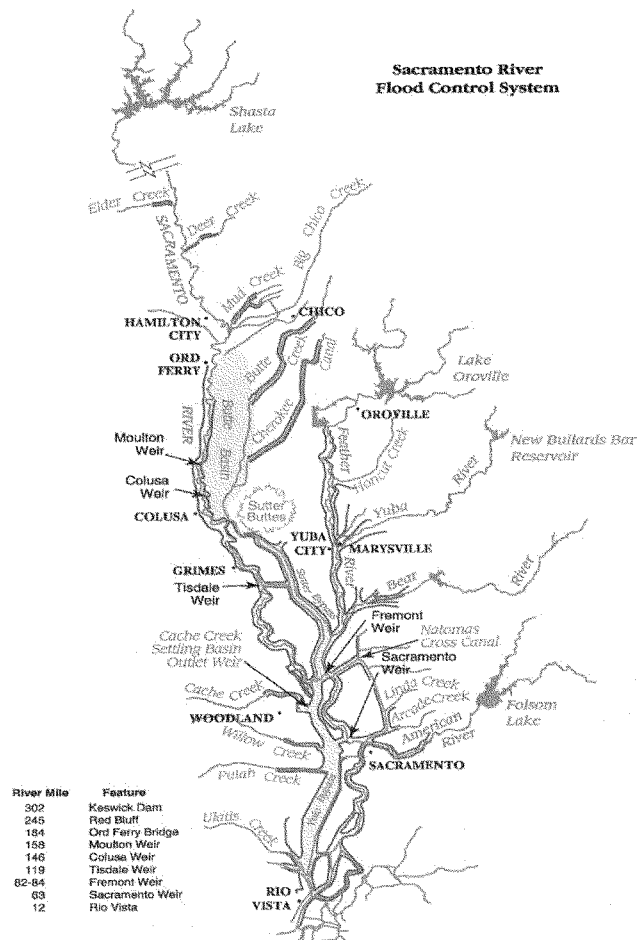 Sacramento River
Flood Control System
Shasta
Lake
Elder Creek
Deer Creek
SACRAMENTO
Big Chico Creek
Mud Creek
HAMILTON
CITY
CHICO
ORD
FERRY
Butte Creek
Cherokee Canal
Lake
Oroville
OROVILLE
RIVER
Butte Basin
Feather
Honcut Creek
New Bullards Bar
Reservoir
Moulton
Weir
Colusa
Weir
Yuba River
COLUSA
Sutter
Buttes
YUBA
CITY
MARYSVILLE
GRIMES
Tisdale
Weir
Sutter Bypass
River
Bear River
Fremont
Weir
Natomas
Cross Canal
Sacramento
Weir
Cache Creek
Settling Basin
Outlet Weir
Cache Creek
Linda Creek
Arcade Creek
Folsom
Lake
WOODLAND
American River
Willow Creek
SACRAMENTO
Putah Creek
Yolo Bypass
Ulatis Creek
RIO
VISTA
River Mile Feature
302 Keswick Dam
245 Red Bluff
184 Ord Ferry Bridge
158 Moulton Weir
146 Colusa Weir
119 Tisdale Weir
82-84 Fremont Weir
63 Sacramento Weir
12 Rio Vista